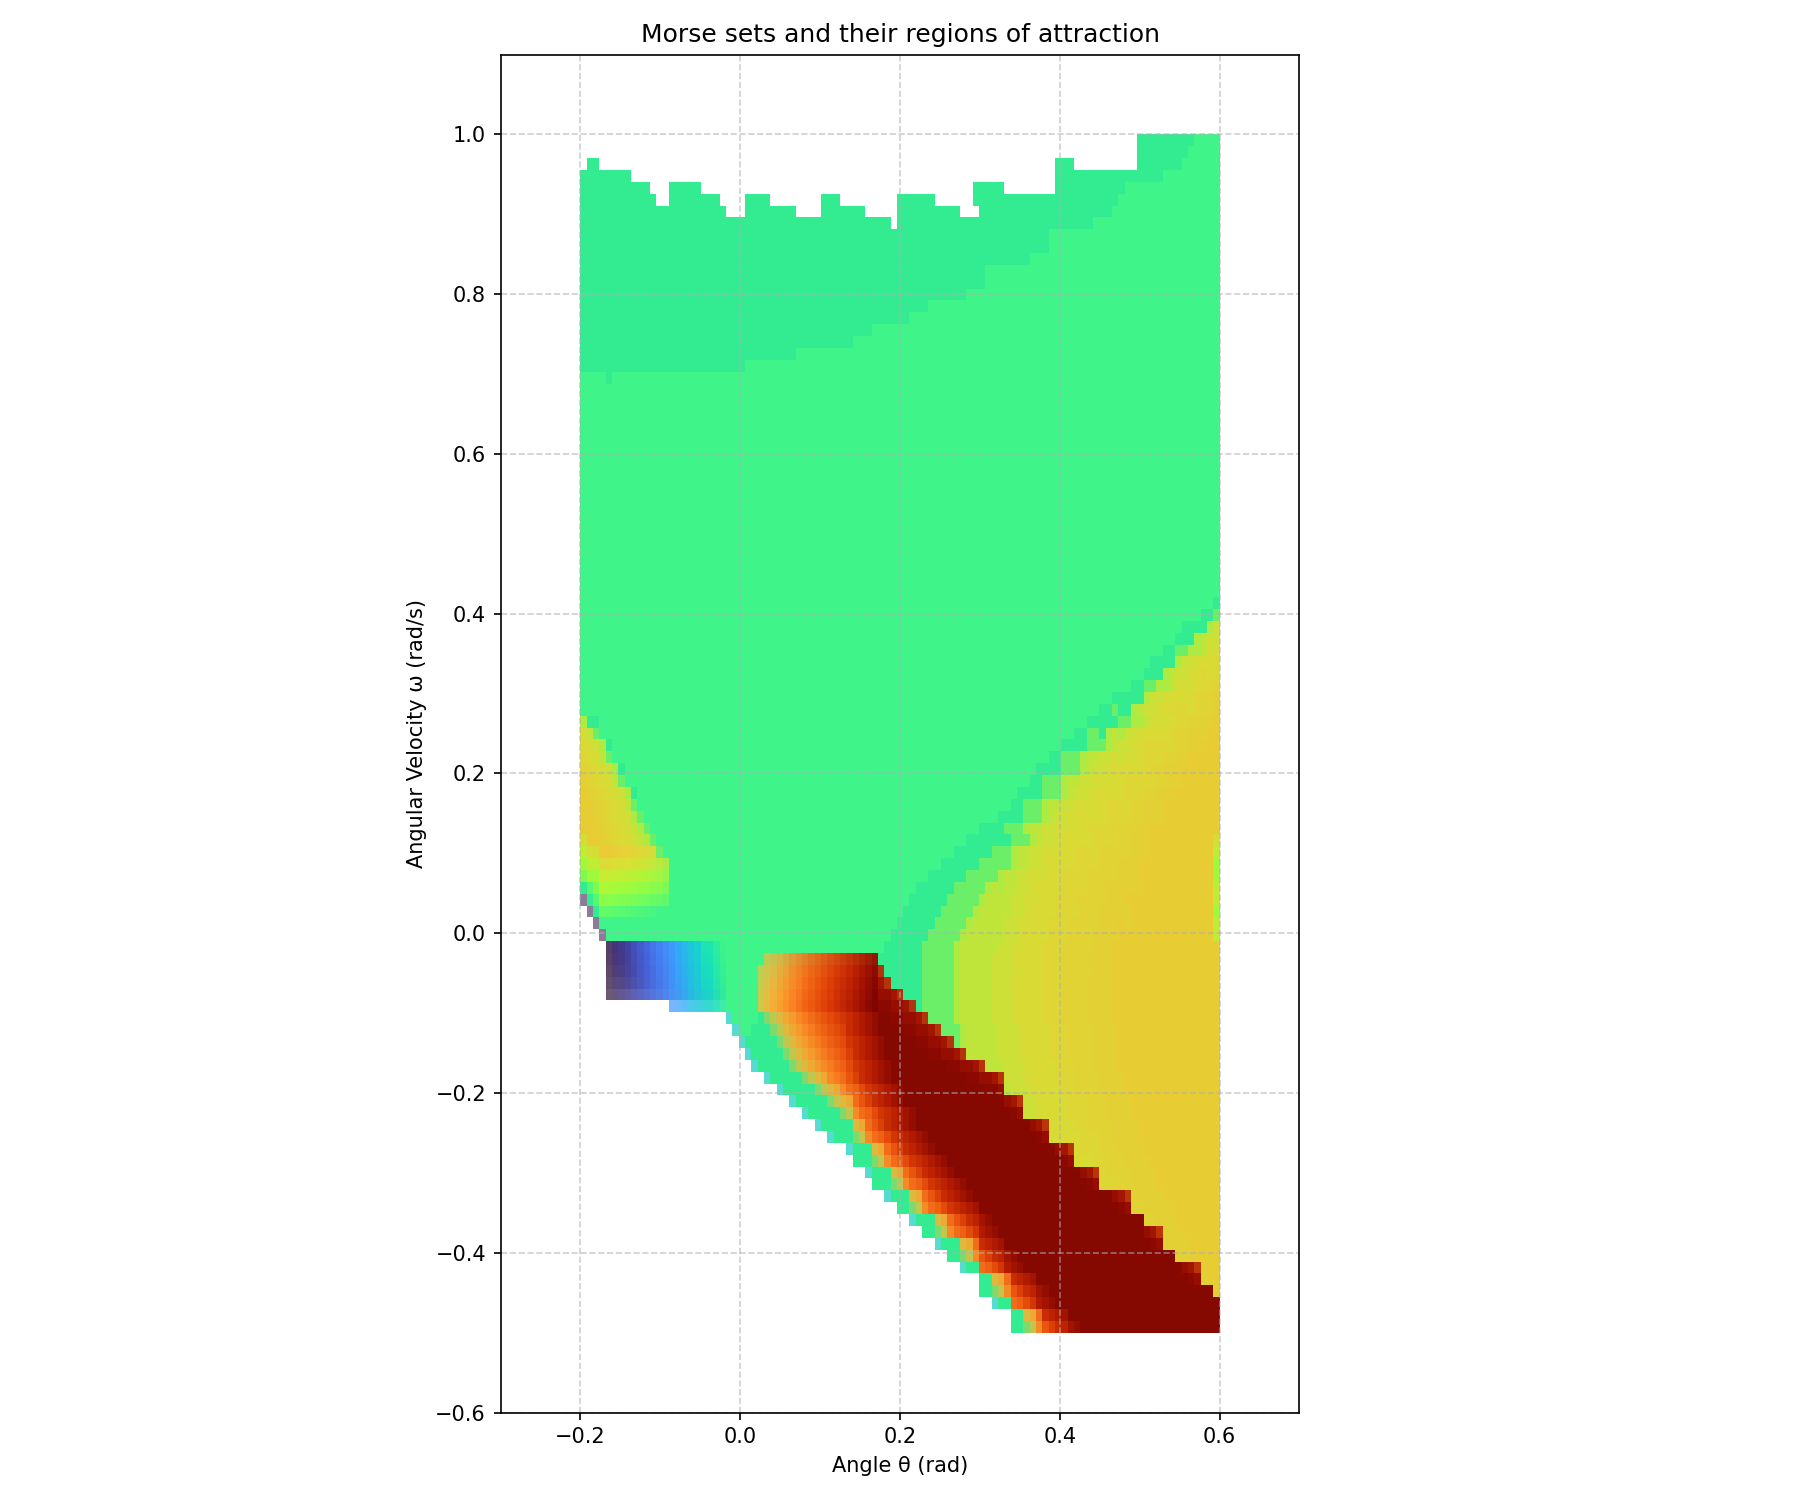 Morse sets and their regions of attraction
1.0
0.8
0.6
0.4
0.2
0.0
−0.2
−0.4
−0.6
Angular Velocity ω (rad/s)
−0.2 0.0 0.2 0.4 0.6
Angle θ (rad)